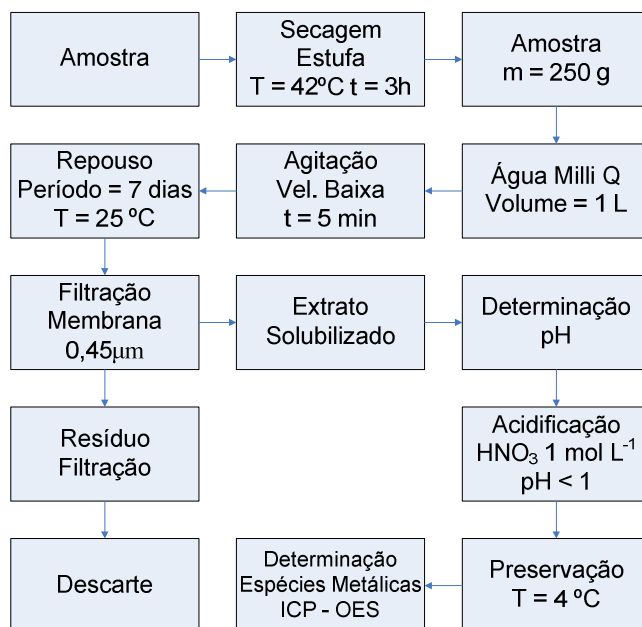 Amostra
Secagem
Estufa
T = 42ºC t = 3h
Amostra
m = 250 g
Água Milli Q
Volume = 1 L
Agitação
Vel. Baixa
t = 5 min
Repouso
Período = 7 dias
T = 25 ºC
Filtração
Membrana
0,45µm
Extrato
Solubilizado
Determinação
pH
Acidificação
HNO₃ 1 mol L⁻¹
pH < 1
Preservação
T = 4 ºC
Determinação
Espécies Metálicas
ICP - OES
Resíduo
Filtração
Descarte